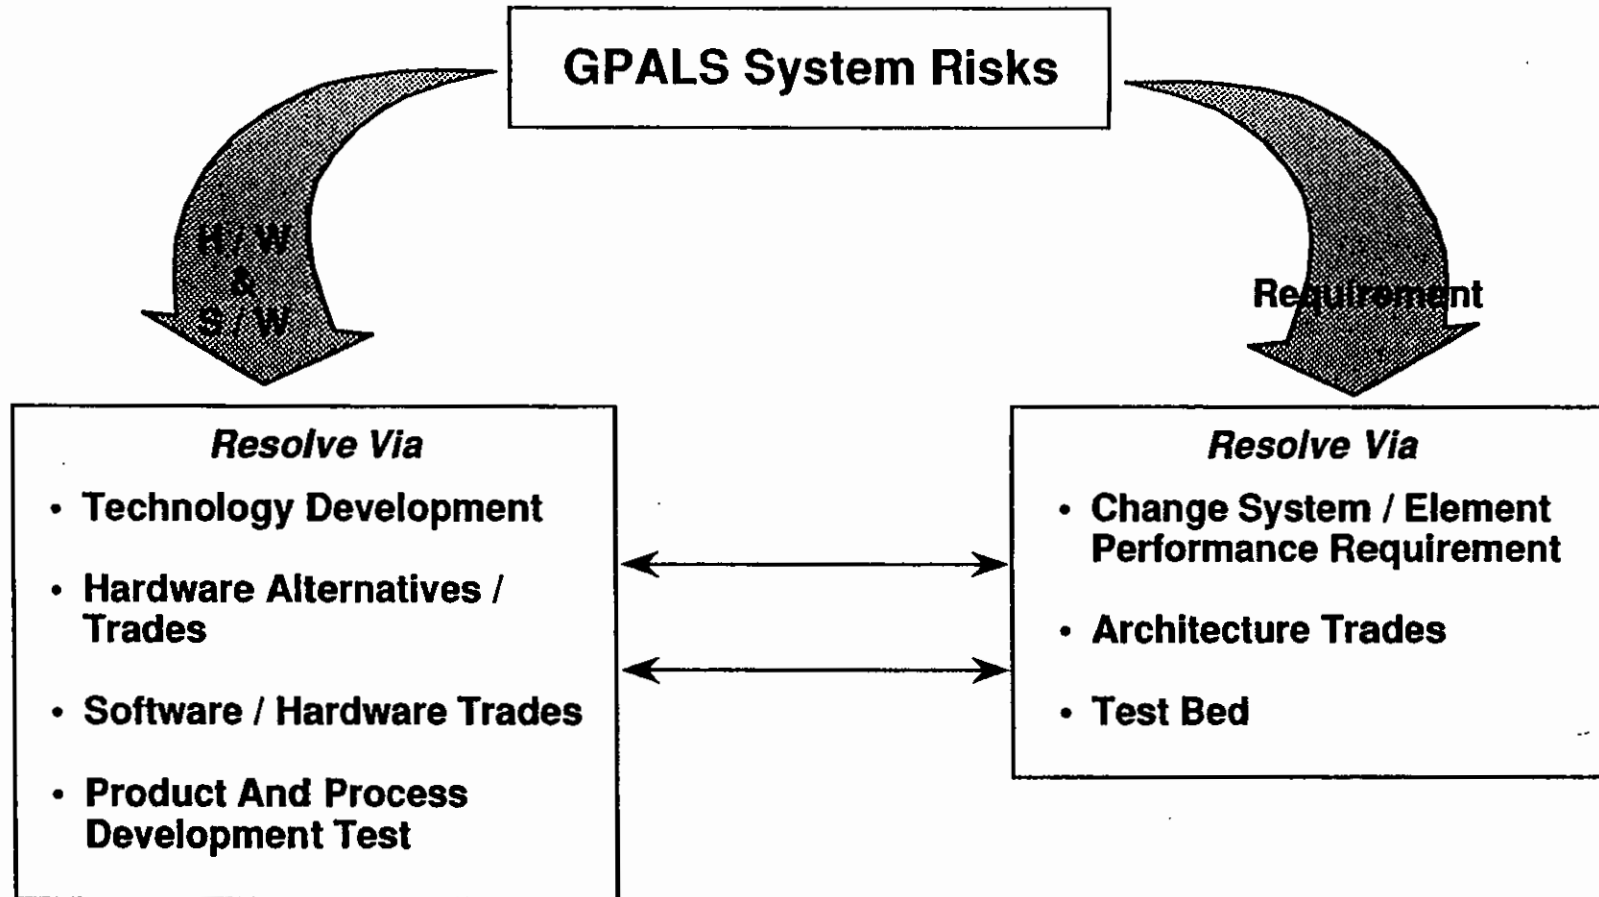 GPALS System Risks
H / W
&
S / W
Requirement
Resolve Via
• Technology Development
• Hardware Alternatives /
Trades
• Software / Hardware Trades
• Product And Process
Development Test
Resolve Via
• Change System / Element
Performance Requirement
• Architecture Trades
• Test Bed